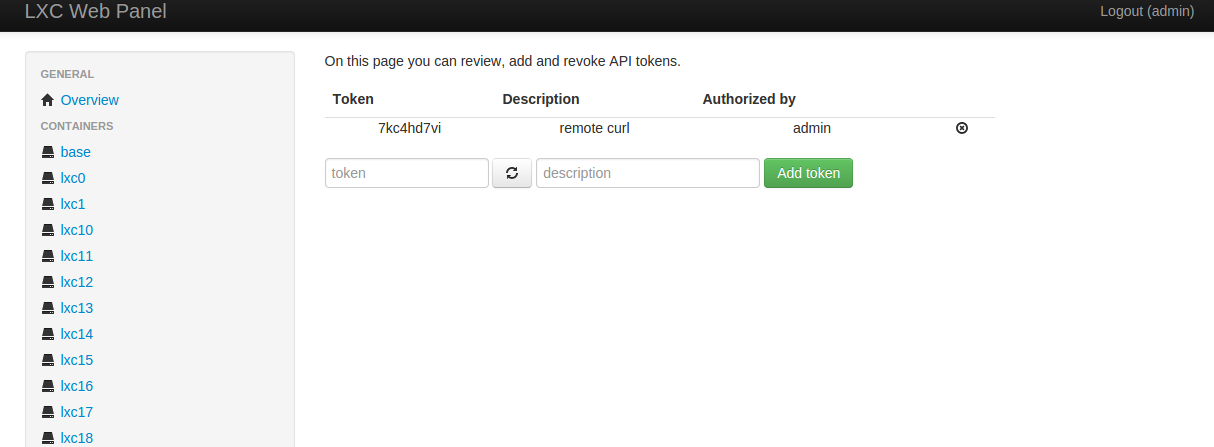 LXC Web Panel
Logout (admin)
GENERAL
Overview
CONTAINERS
base
lxc0
lxc1
lxc10
lxc11
lxc12
lxc13
lxc14
lxc15
lxc16
lxc17
lxc18
On this page you can review, add and revoke API tokens.
Token Description Authorized by
7kc4hd7vi remote curl admin
token description Add token